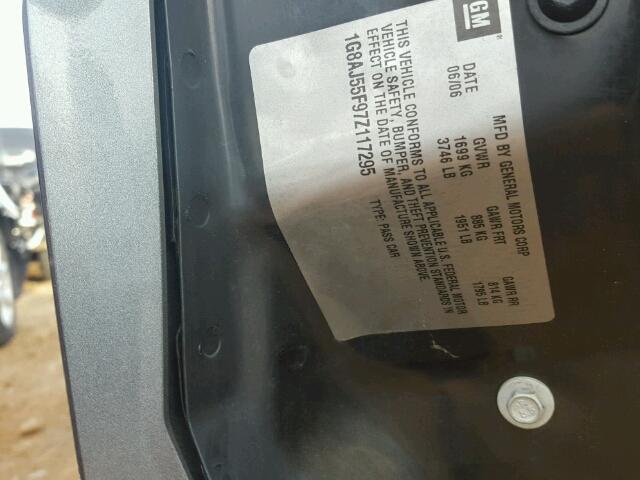 GM
MFD BY GENERAL MOTORS CORP
DATE GVWR GAWR FRT GAWR RR
06/06 1699 KG 885 KG 814 KG
3746 LB 1951 LB 1795 LB
THIS VEHICLE CONFORMS TO ALL APPLICABLE U.S. FEDERAL MOTOR
VEHICLE SAFETY, BUMPER, AND THEFT PREVENTION STANDARDS IN
EFFECT ON THE DATE OF MANUFACTURE SHOWN ABOVE.
1G8AJ55F97Z117295 TYPE: PASS CAR